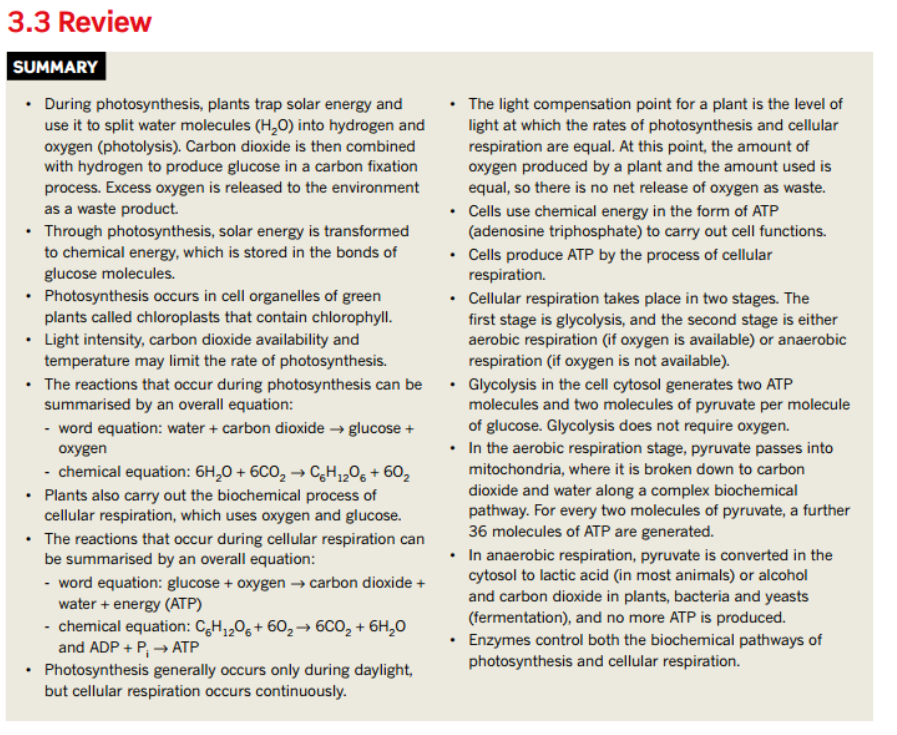 3.3 Review
SUMMARY
• During photosynthesis, plants trap solar energy and
use it to split water molecules (H₂O) into hydrogen and
oxygen (photolysis). Carbon dioxide is then combined
with hydrogen to produce glucose in a carbon fixation
process. Excess oxygen is released to the environment
as a waste product.
• Through photosynthesis, solar energy is transformed
to chemical energy, which is stored in the bonds of
glucose molecules.
• Photosynthesis occurs in cell organelles of green
plants called chloroplasts that contain chlorophyll.
• Light intensity, carbon dioxide availability and
temperature may limit the rate of photosynthesis.
• The reactions that occur during photosynthesis can be
summarised by an overall equation:
- word equation: water + carbon dioxide → glucose +
oxygen
- chemical equation: 6H₂O + 6CO₂ → C₆H₁₂O₆ + 6O₂
• Plants also carry out the biochemical process of
cellular respiration, which uses oxygen and glucose.
• The reactions that occur during cellular respiration can
be summarised by an overall equation:
- word equation: glucose + oxygen → carbon dioxide +
water + energy (ATP)
- chemical equation: C₆H₁₂O₆ + 6O₂ → 6CO₂ + 6H₂O
and ADP + Pᵢ → ATP
• Photosynthesis generally occurs only during daylight,
but cellular respiration occurs continuously.
• The light compensation point for a plant is the level of
light at which the rates of photosynthesis and cellular
respiration are equal. At this point, the amount of
oxygen produced by a plant and the amount used is
equal, so there is no net release of oxygen as waste.
• Cells use chemical energy in the form of ATP
(adenosine triphosphate) to carry out cell functions.
• Cells produce ATP by the process of cellular
respiration.
• Cellular respiration takes place in two stages. The
first stage is glycolysis, and the second stage is either
aerobic respiration (if oxygen is available) or anaerobic
respiration (if oxygen is not available).
• Glycolysis in the cell cytosol generates two ATP
molecules and two molecules of pyruvate per molecule
of glucose. Glycolysis does not require oxygen.
• In the aerobic respiration stage, pyruvate passes into
mitochondria, where it is broken down to carbon
dioxide and water along a complex biochemical
pathway. For every two molecules of pyruvate, a further
36 molecules of ATP are generated.
• In anaerobic respiration, pyruvate is converted in the
cytosol to lactic acid (in most animals) or alcohol
and carbon dioxide in plants, bacteria and yeasts
(fermentation), and no more ATP is produced.
• Enzymes control both the biochemical pathways of
photosynthesis and cellular respiration.